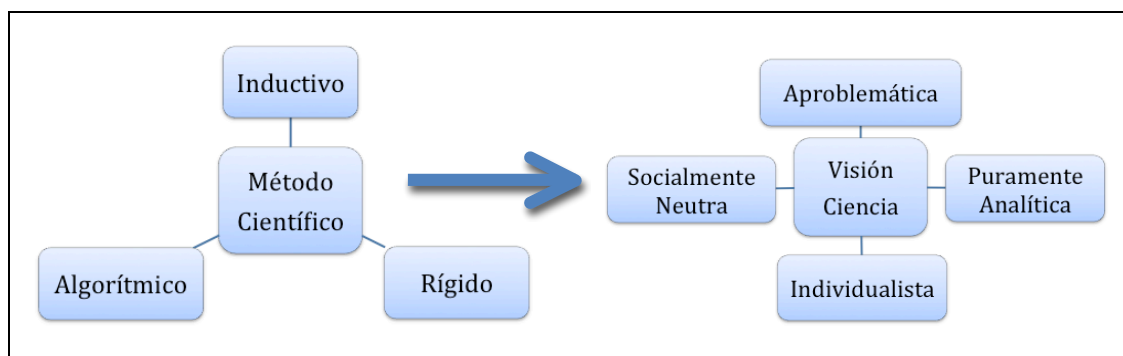 Inductivo
Método
Científico
Algorítmico
Rígido
Aproblemática
Socialmente
Neutra
Visión
Ciencia
Puramente
Analítica
Individualista